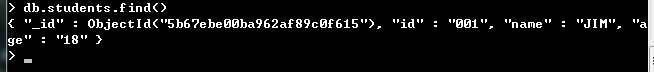 > db.students.find()
{ "_id" : ObjectId("5b67ebe00ba962af89c0f615"), "id" : "001", "name" : "JIM", "a
ge" : "18" }
>